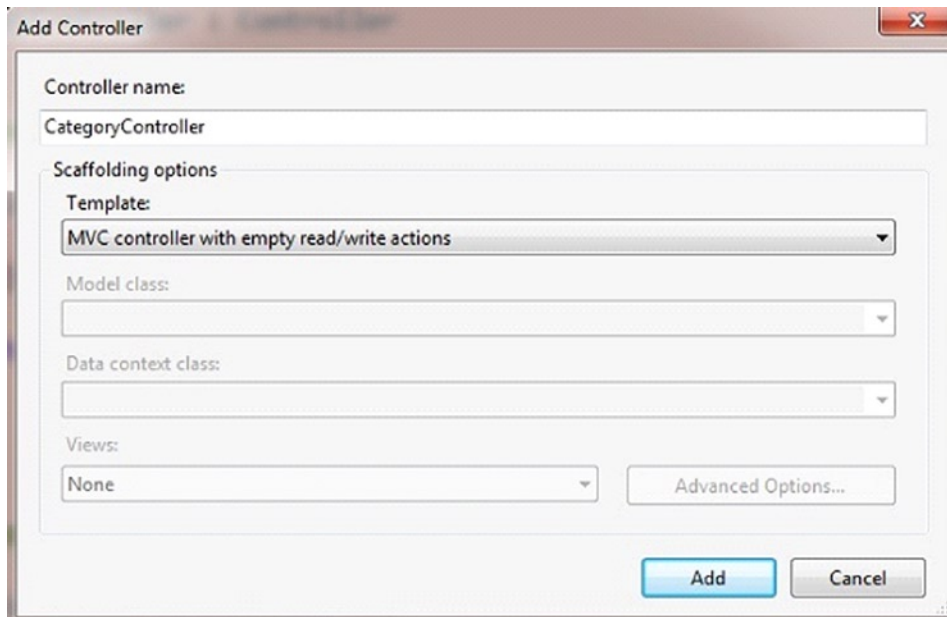 Add Controller
Controller name:
CategoryController
Scaffolding options
Template:
MVC controller with empty read/write actions
Model class:
Data context class:
Views:
None
Advanced Options...
Add
Cancel